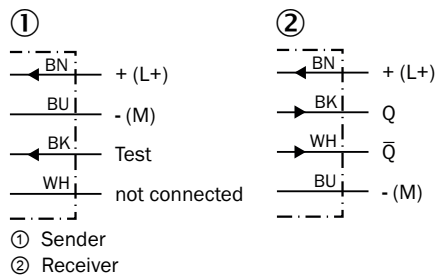 ①
BN + (L+)
BU - (M)
BK Test
WH not connected
②
BN + (L+)
BK Q
WH Q̅
BU - (M)
① Sender
② Receiver